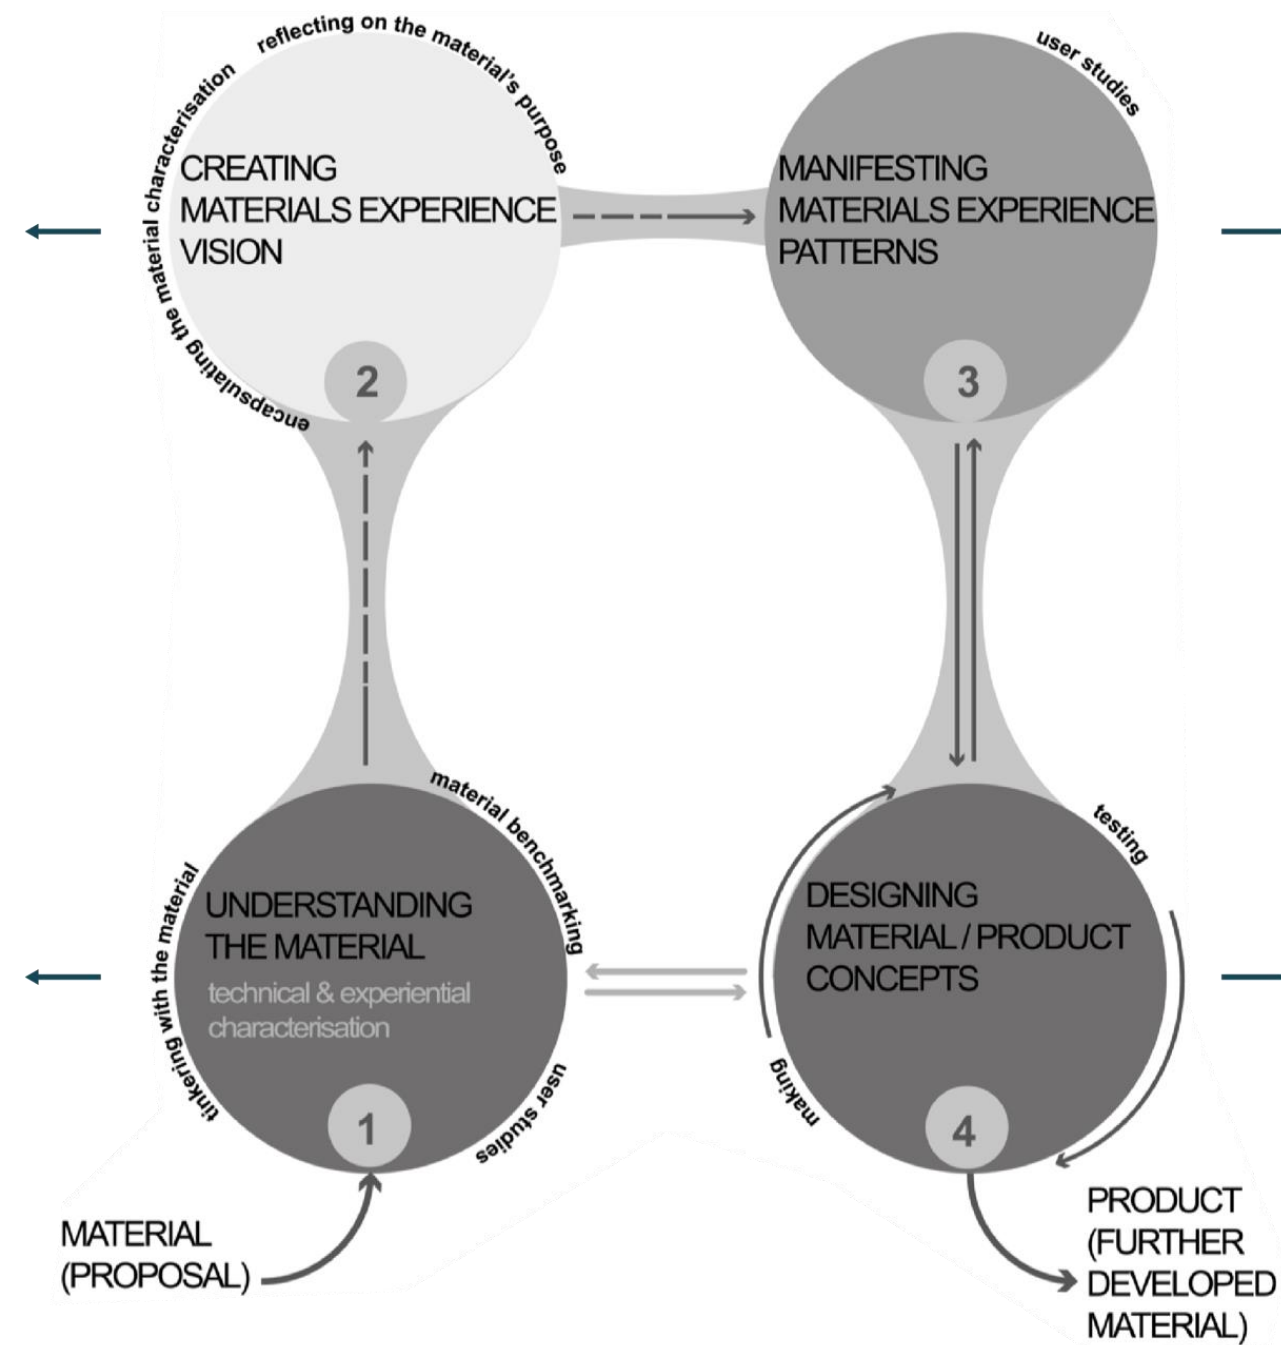 reflecting on the material's purpose
encapsulating the material characterisation
CREATING
MATERIALS EXPERIENCE
VISION
2
user studies
MANIFESTING
MATERIALS EXPERIENCE
PATTERNS
3
material benchmarking
tinkering with the material
UNDERSTANDING
THE MATERIAL
technical & experiential
characterisation
user studies
1
testing
DESIGNING
MATERIAL / PRODUCT
CONCEPTS
making
4
MATERIAL
(PROPOSAL)
PRODUCT
(FURTHER
DEVELOPED
MATERIAL)